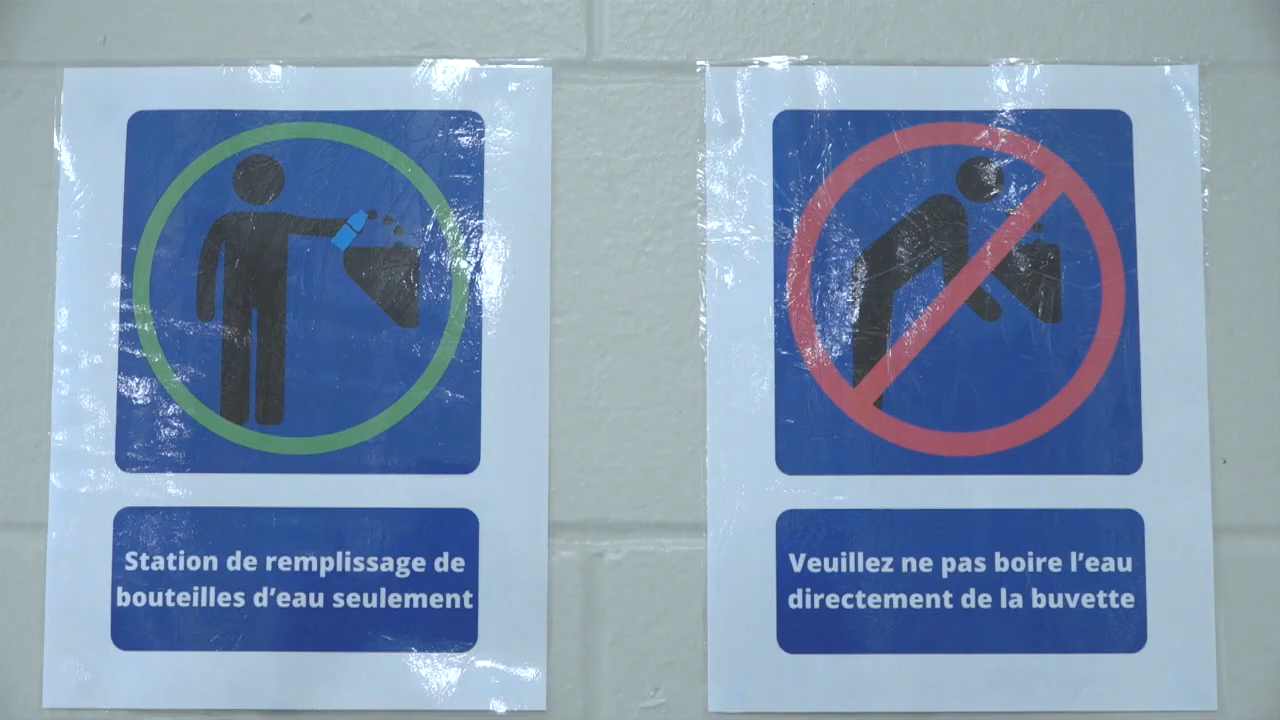 Station de remplissage de
bouteilles d’eau seulement
Veuillez ne pas boire l’eau
directement de la buvette